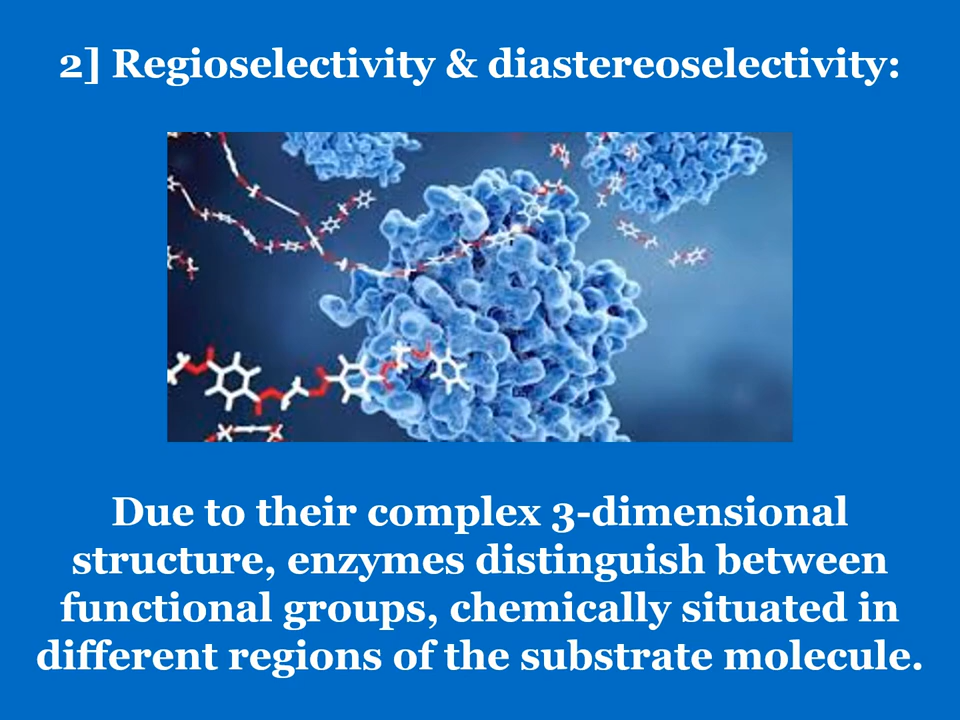 2] Regioselectivity & diastereoselectivity:
Due to their complex 3-dimensional
structure, enzymes distinguish between
functional groups, chemically situated in
different regions of the substrate molecule.